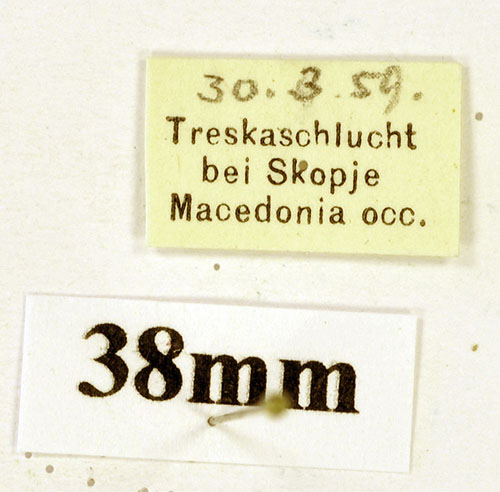 30.3.59.
Treskaschlucht
bei Skopje
Macedonia occ.
38mm